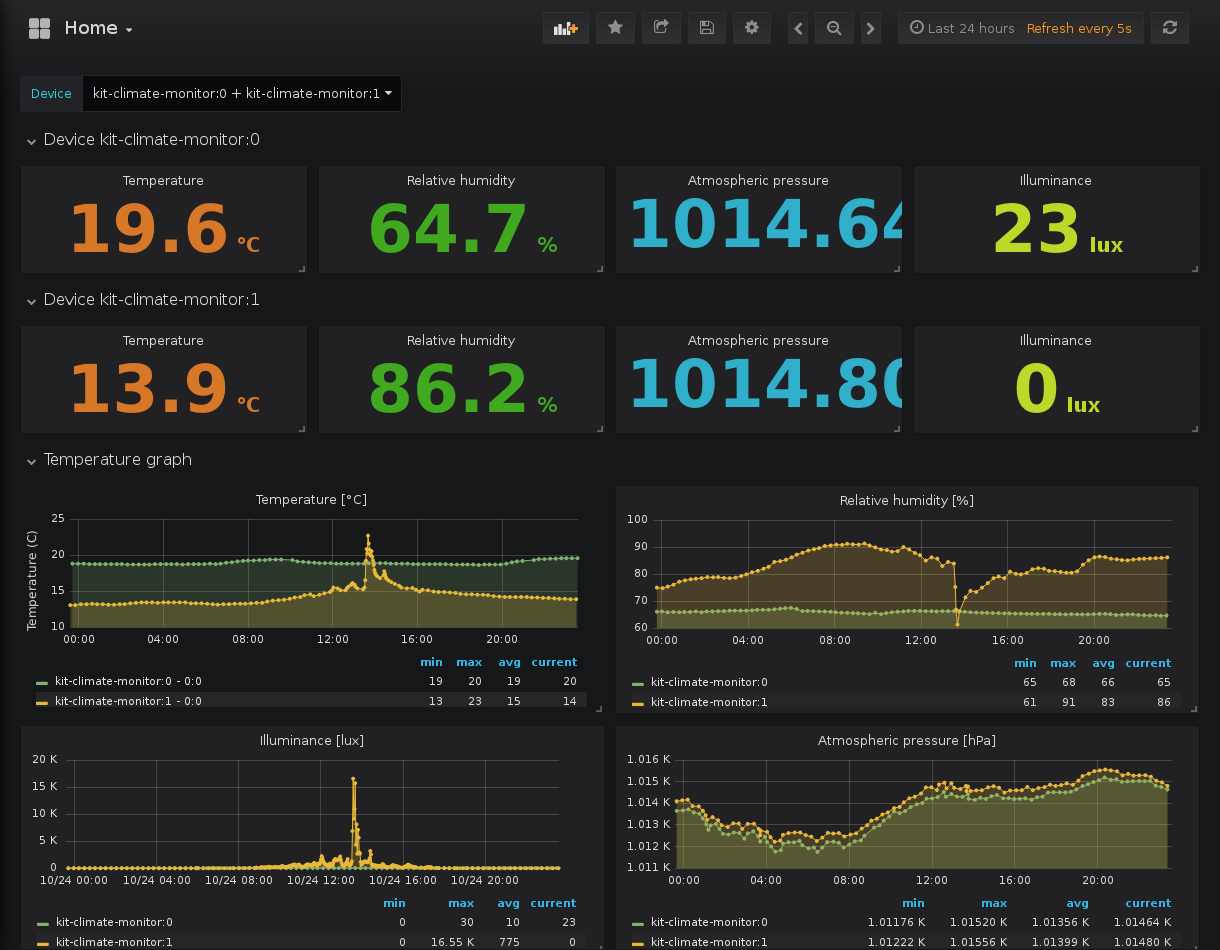 Home
Last 24 hours Refresh every 5s
Device kit-climate-monitor:0 + kit-climate-monitor:1
Device kit-climate-monitor:0
Temperature Relative humidity Atmospheric pressure Illuminance
19.6 °C 64.7 % 1014.64 23 lux
Device kit-climate-monitor:1
Temperature Relative humidity Atmospheric pressure Illuminance
13.9 °C 86.2 % 1014.80 0 lux
Temperature graph
Temperature [°C]
Temperature (C)
25
20
15
10
00:00 04:00 08:00 12:00 16:00 20:00
min max avg current
kit-climate-monitor:0 - 0:0 19 20 19 20
kit-climate-monitor:1 - 0:0 13 23 15 14
Relative humidity [%]
100
90
80
70
60
00:00 04:00 08:00 12:00 16:00 20:00
min max avg current
kit-climate-monitor:0 65 68 66 65
kit-climate-monitor:1 61 91 83 86
Illuminance [lux]
20 K
15 K
10 K
5 K
0
10/24 00:00 10/24 04:00 10/24 08:00 10/24 12:00 10/24 16:00 10/24 20:00
min max avg current
kit-climate-monitor:0 0 30 10 23
kit-climate-monitor:1 0 16.55 K 775 0
Atmospheric pressure [hPa]
1.016 K
1.015 K
1.014 K
1.013 K
1.012 K
1.011 K
00:00 04:00 08:00 12:00 16:00 20:00
min max avg current
kit-climate-monitor:0 1.01176 K 1.01520 K 1.01356 K 1.01464 K
kit-climate-monitor:1 1.01222 K 1.01556 K 1.01399 K 1.01480 K